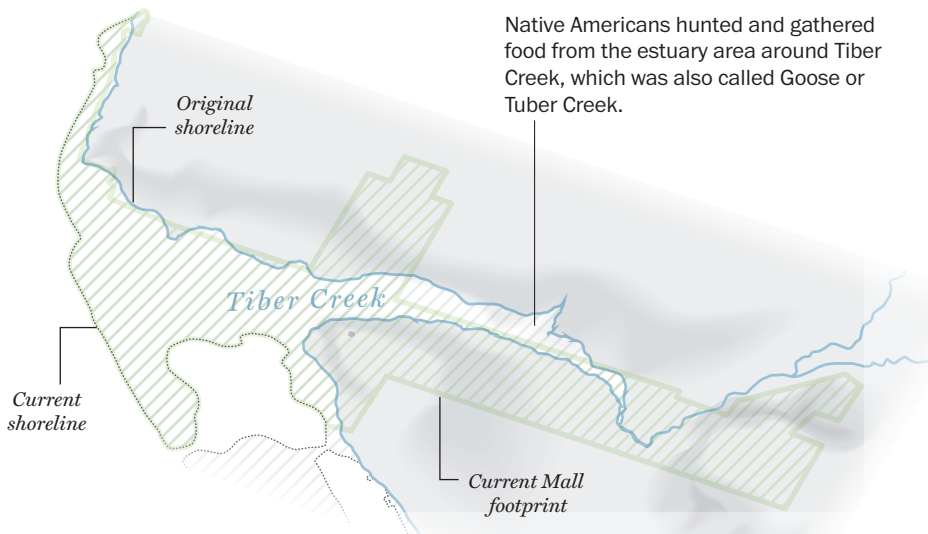 Native Americans hunted and gathered
food from the estuary area around Tiber
Creek, which was also called Goose or
Tuber Creek.
Original
shoreline
Tiber Creek
Current
shoreline
Current Mall
footprint